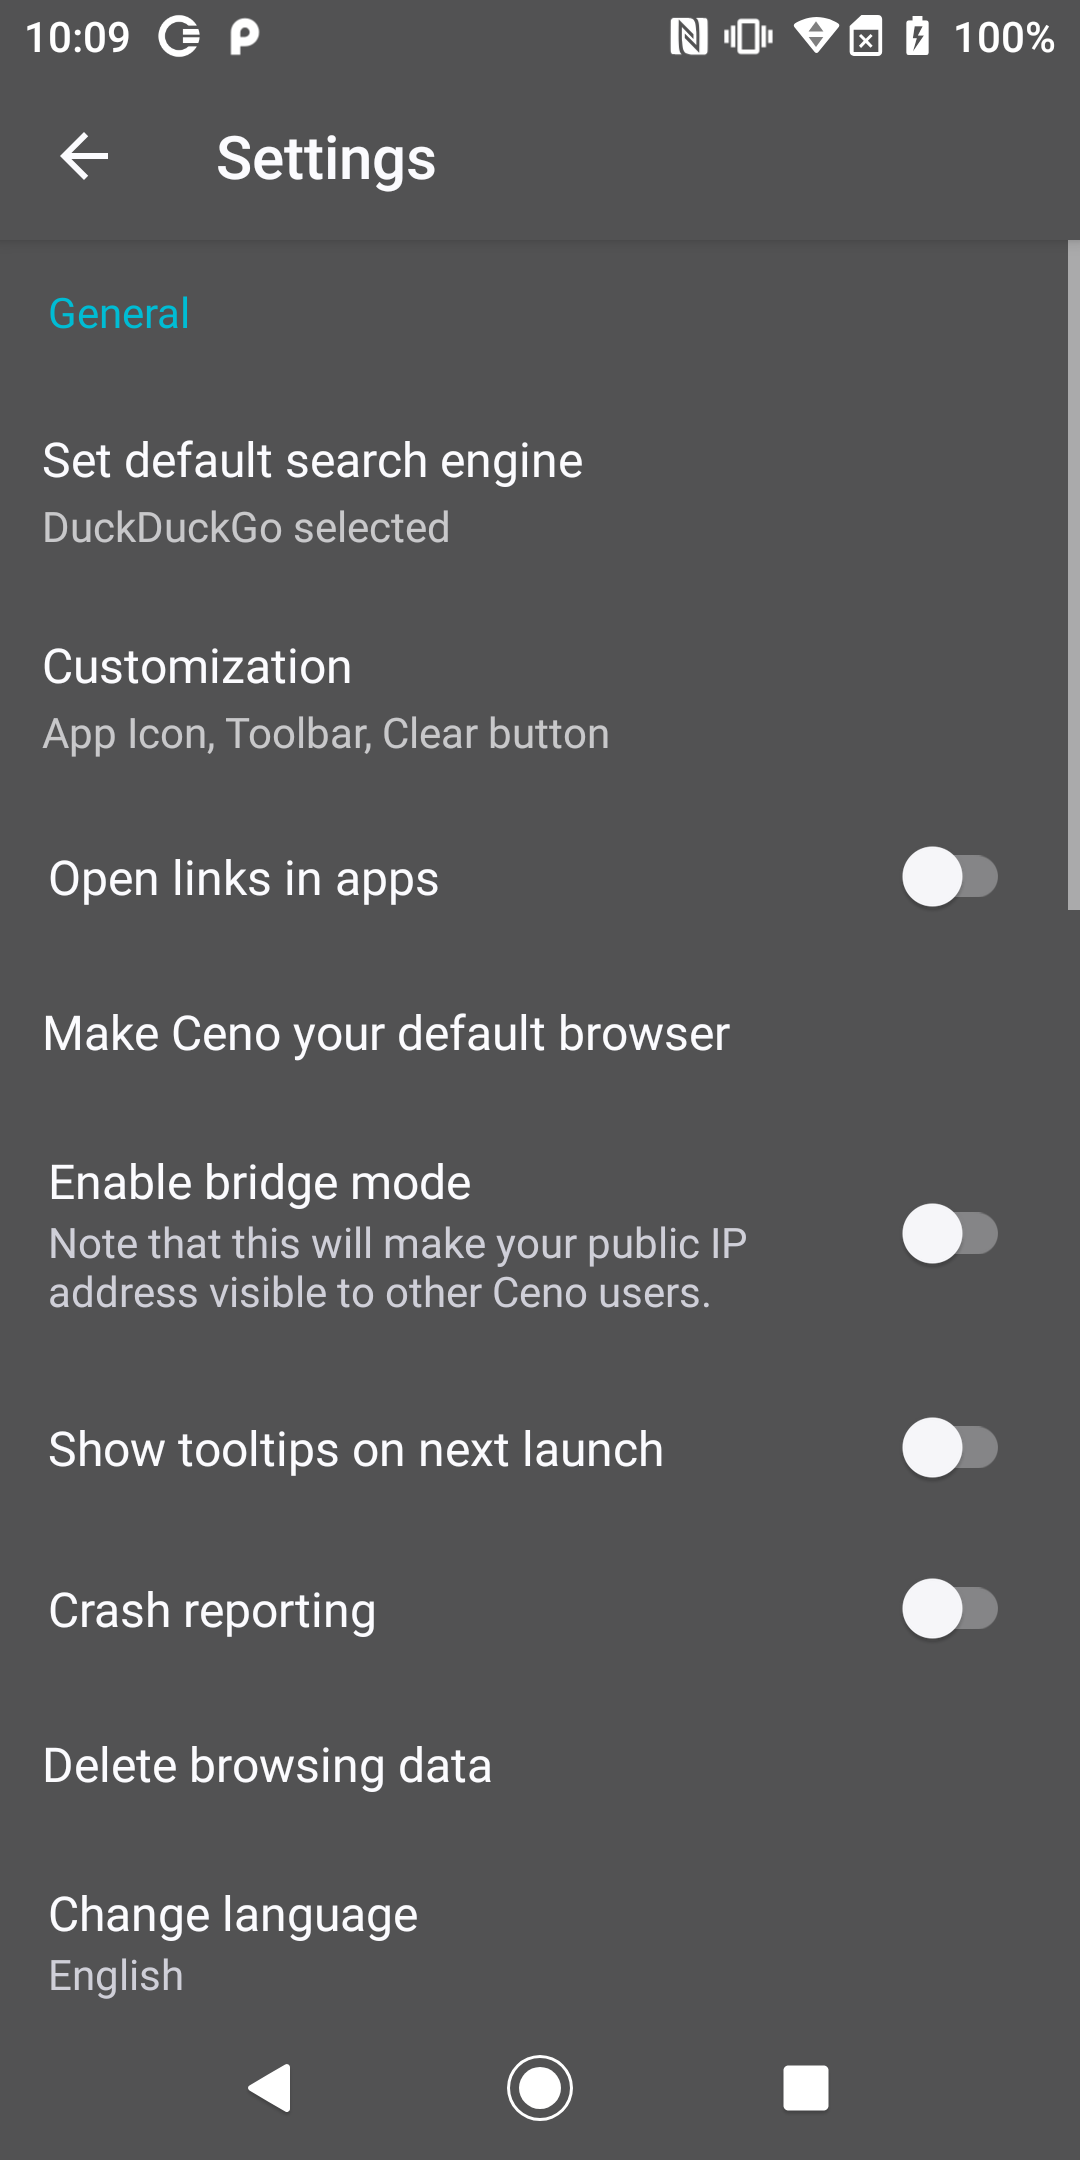 10:09
100%
Settings
General
Set default search engine
DuckDuckGo selected
Customization
App Icon, Toolbar, Clear button
Open links in apps
Make Ceno your default browser
Enable bridge mode
Note that this will make your public IP
address visible to other Ceno users.
Show tooltips on next launch
Crash reporting
Delete browsing data
Change language
English